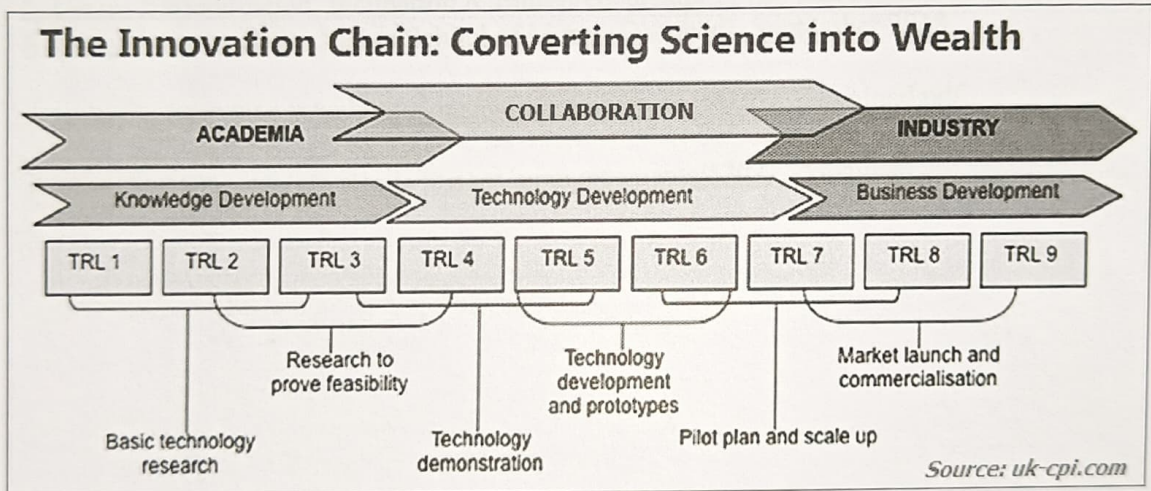 The Innovation Chain: Converting Science into Wealth
ACADEMIA
COLLABORATION
INDUSTRY
Knowledge Development
Technology Development
Business Development
TRL 1
TRL 2
TRL 3
TRL 4
TRL 5
TRL 6
TRL 7
TRL 8
TRL 9
Research to
prove feasibility
Technology
development
and prototypes
Market launch and
commercialisation
Basic technology
research
Technology
demonstration
Pilot plan and scale up
Source: uk-cpi.com